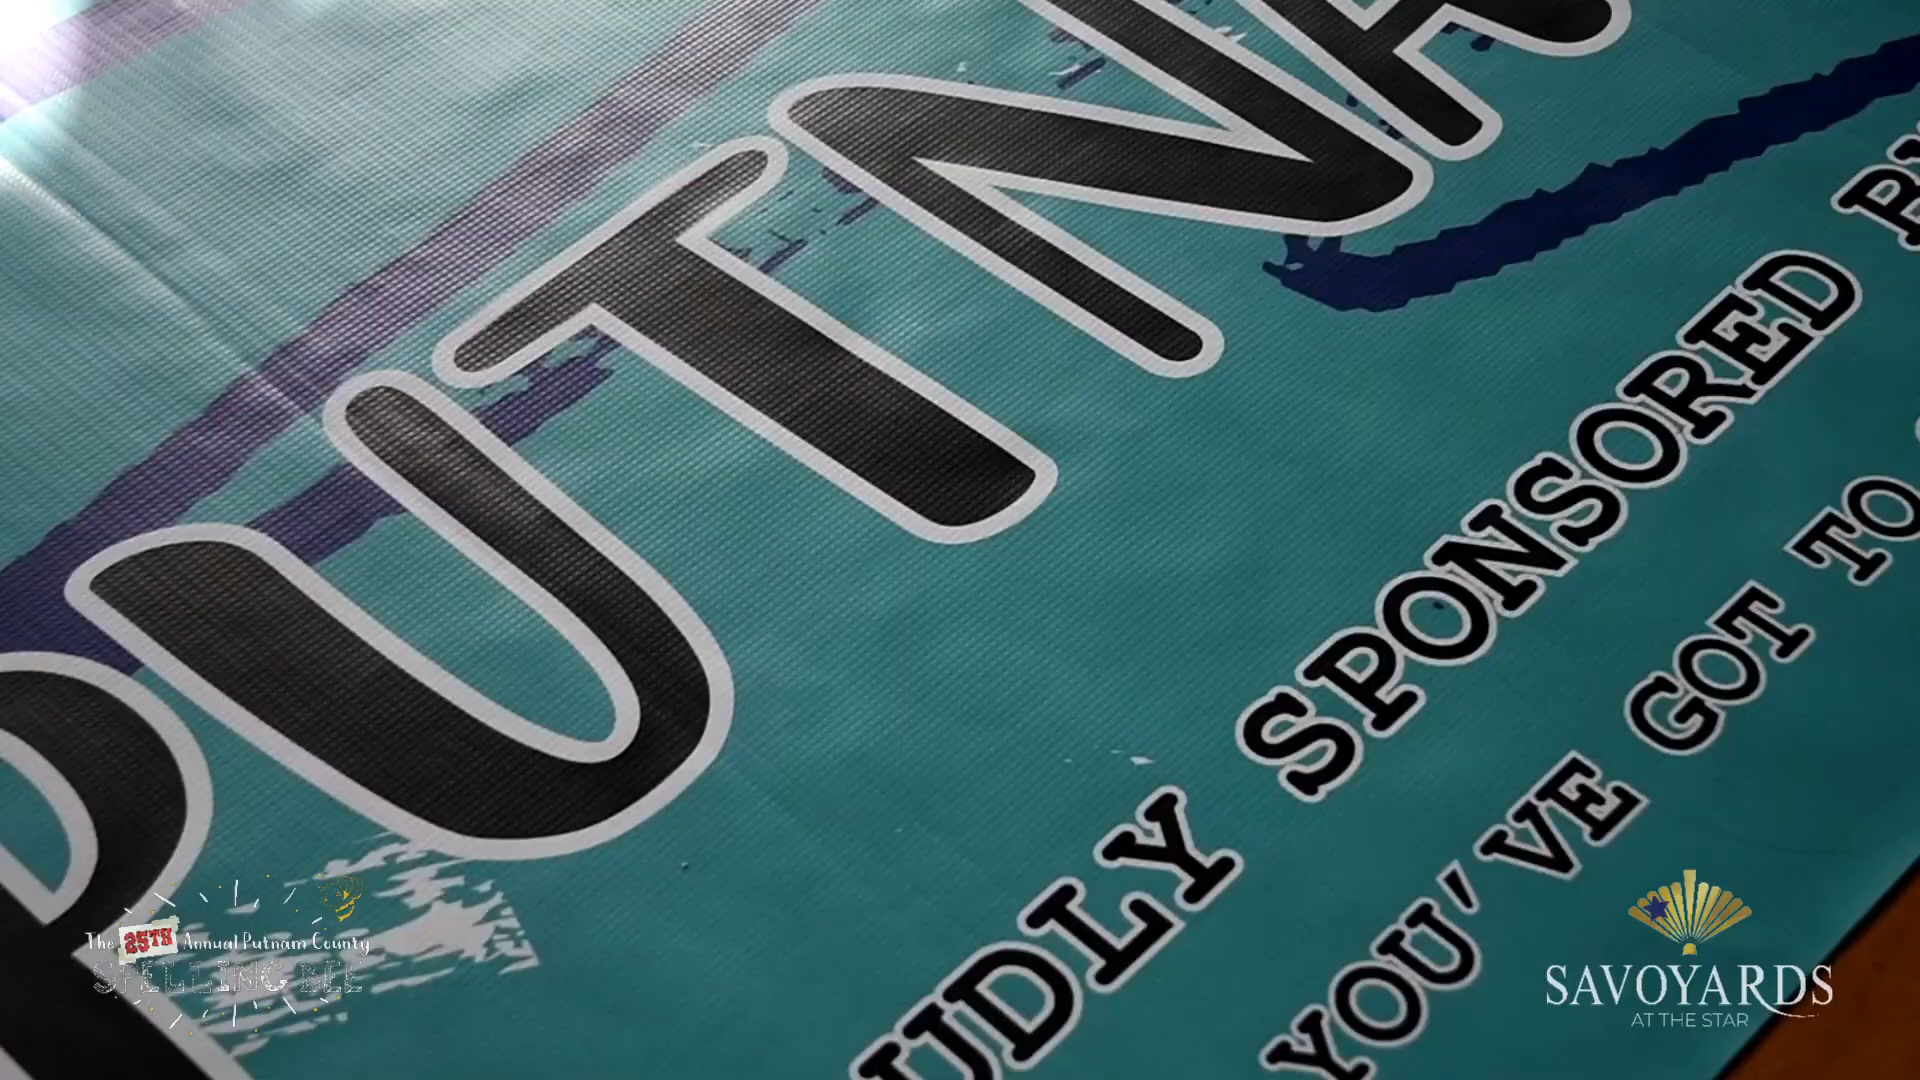 PUTNA
UDLY SPONSORED B
YOU'VE GOT TO
The 25TH Annual Putnam County
SPELLING BEE
SAVOYARDS
AT THE STAR